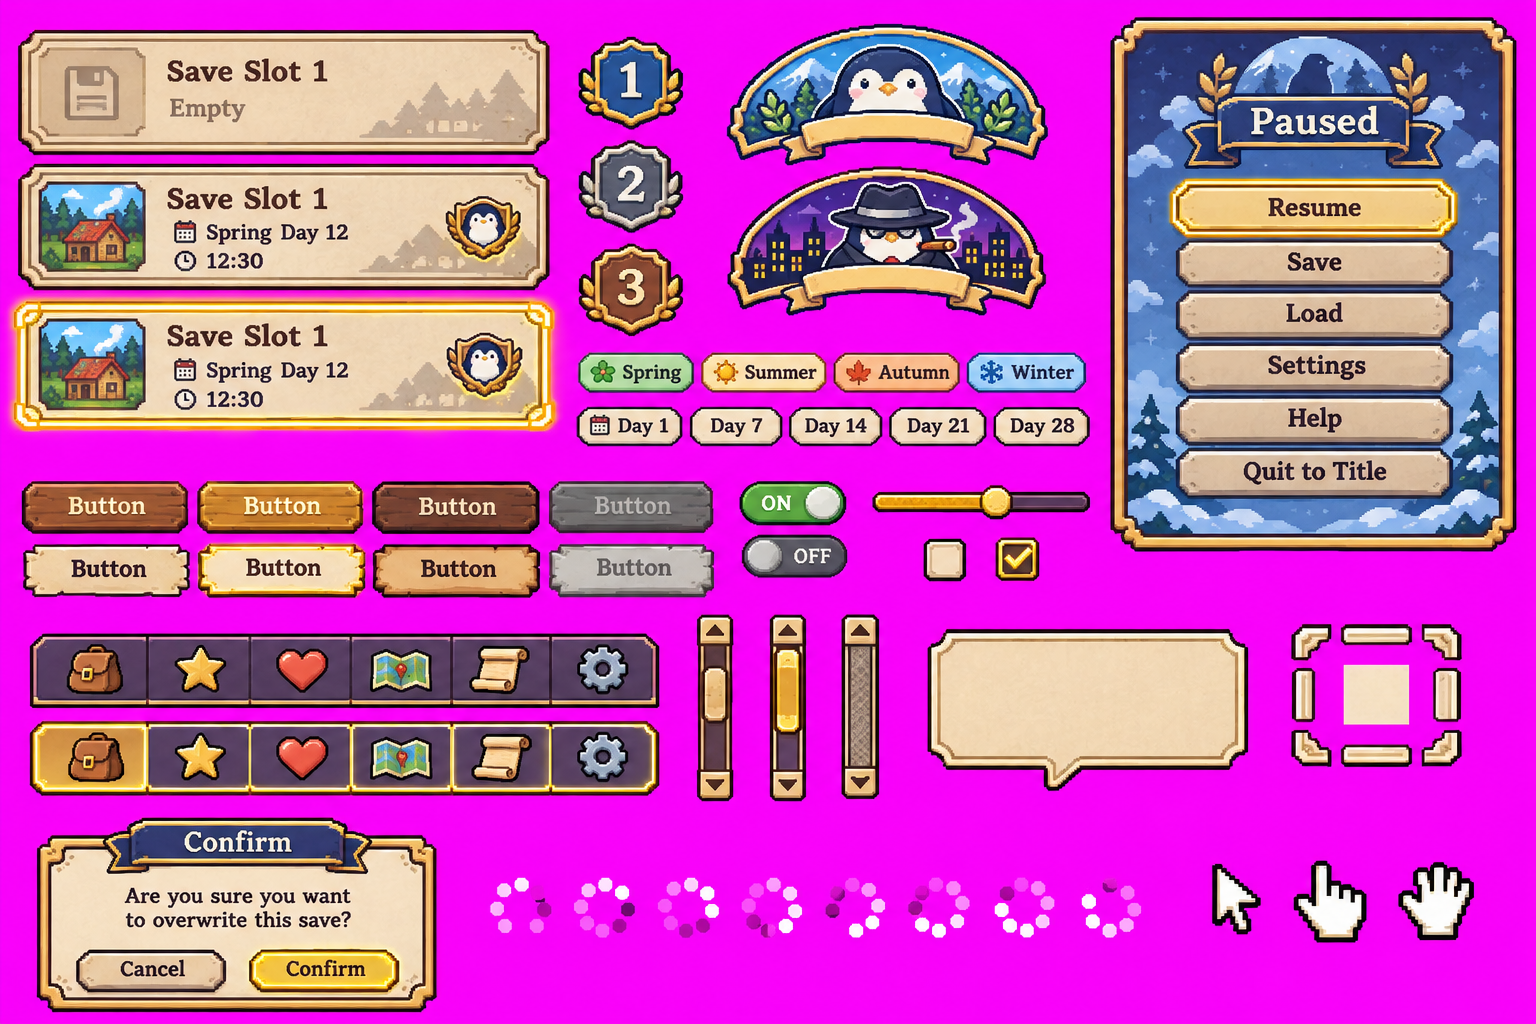 Save Slot 1
Empty
Save Slot 1
Spring Day 12
12:30
Save Slot 1
Spring Day 12
12:30
1
2
3
Spring
Summer
Autumn
Winter
Day 1
Day 7
Day 14
Day 21
Day 28
Paused
Resume
Save
Load
Settings
Help
Quit to Title
Button
Button
Button
Button
Button
Button
Button
Button
ON
OFF
Confirm
Are you sure you want
to overwrite this save?
Cancel
Confirm